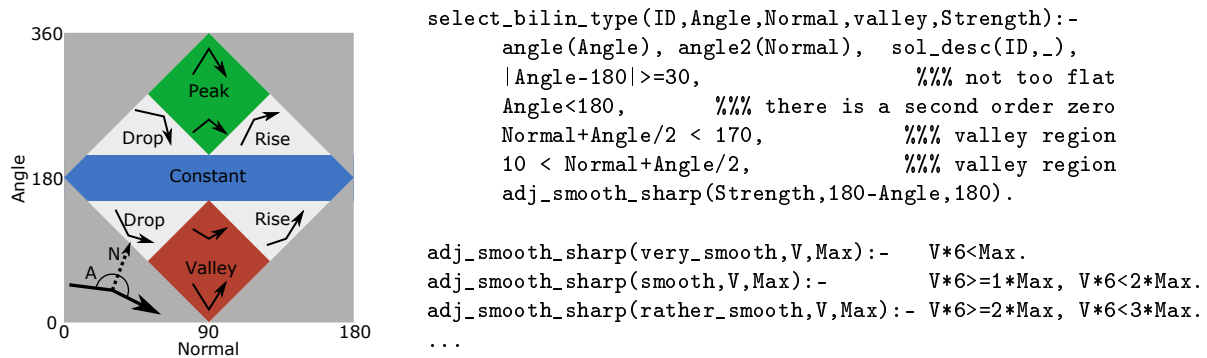 360
Peak
Drop
Rise
Angle
180
Constant
Drop
Rise
N
A
Valley
0
0
90
180
Normal
select_bilin_type(ID,Angle,Normal,valley,Strength):-
angle(Angle), angle2(Normal), sol_desc(ID,_),
|Angle-180|>=30, %%% not too flat
Angle<180, %%% there is a second order zero
Normal+Angle/2 < 170, %%% valley region
10 < Normal+Angle/2, %%% valley region
adj_smooth_sharp(Strength,180-Angle,180).
adj_smooth_sharp(very_smooth,V,Max):- V*6<Max.
adj_smooth_sharp(smooth,V,Max):- V*6>=1*Max, V*6<2*Max.
adj_smooth_sharp(rather_smooth,V,Max):- V*6>=2*Max, V*6<3*Max.
...